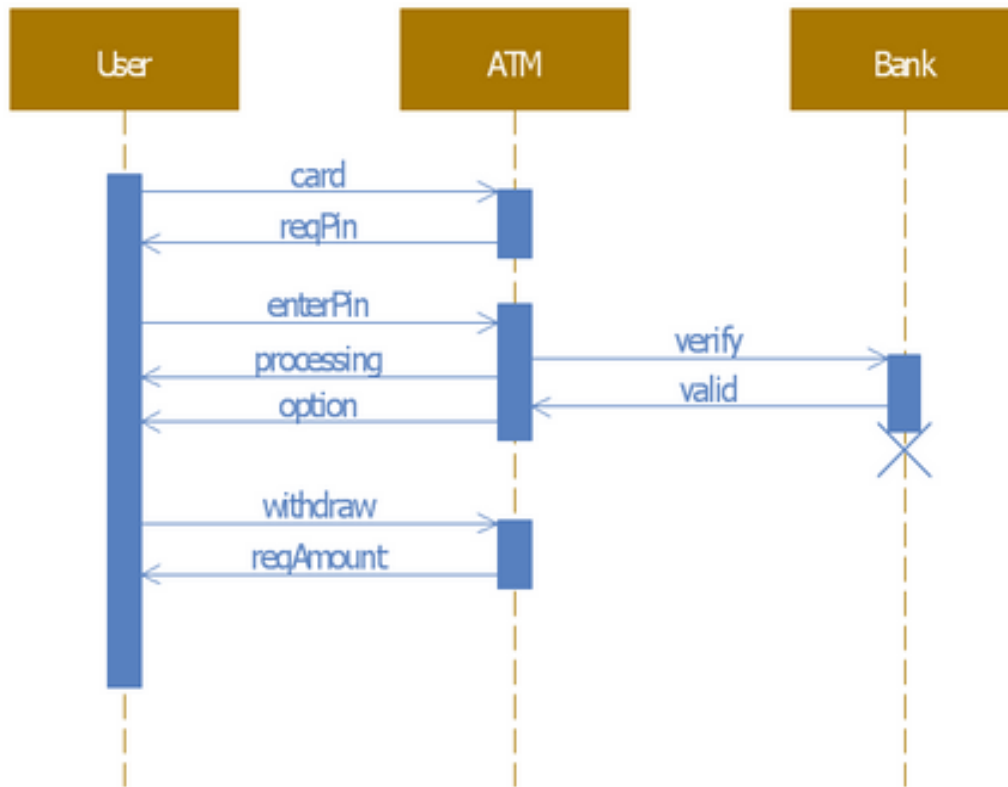 User
ATM
Bank
card
reqPin
enterPin
verify
processing
valid
option
withdraw
reqAmount